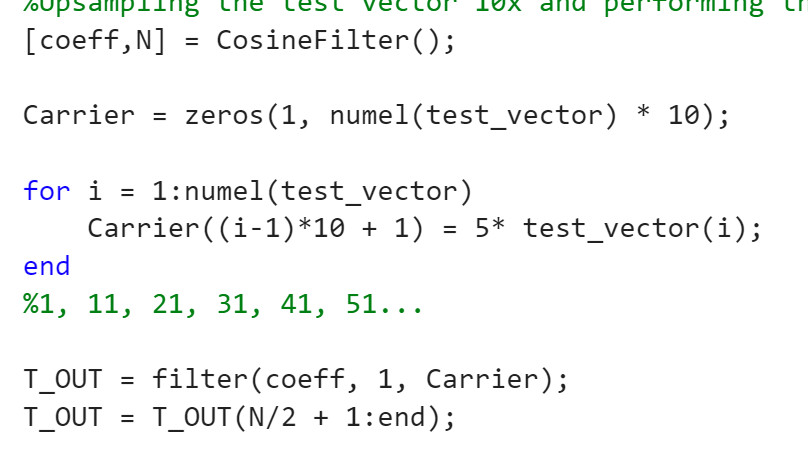 %Upsampling the test vector 10x and performing th
[coeff,N] = CosineFilter();
Carrier = zeros(1, numel(test_vector) * 10);
for i = 1:numel(test_vector)
Carrier((i-1)*10 + 1) = 5* test_vector(i);
end
%1, 11, 21, 31, 41, 51...
T_OUT = filter(coeff, 1, Carrier);
T_OUT = T_OUT(N/2 + 1:end);